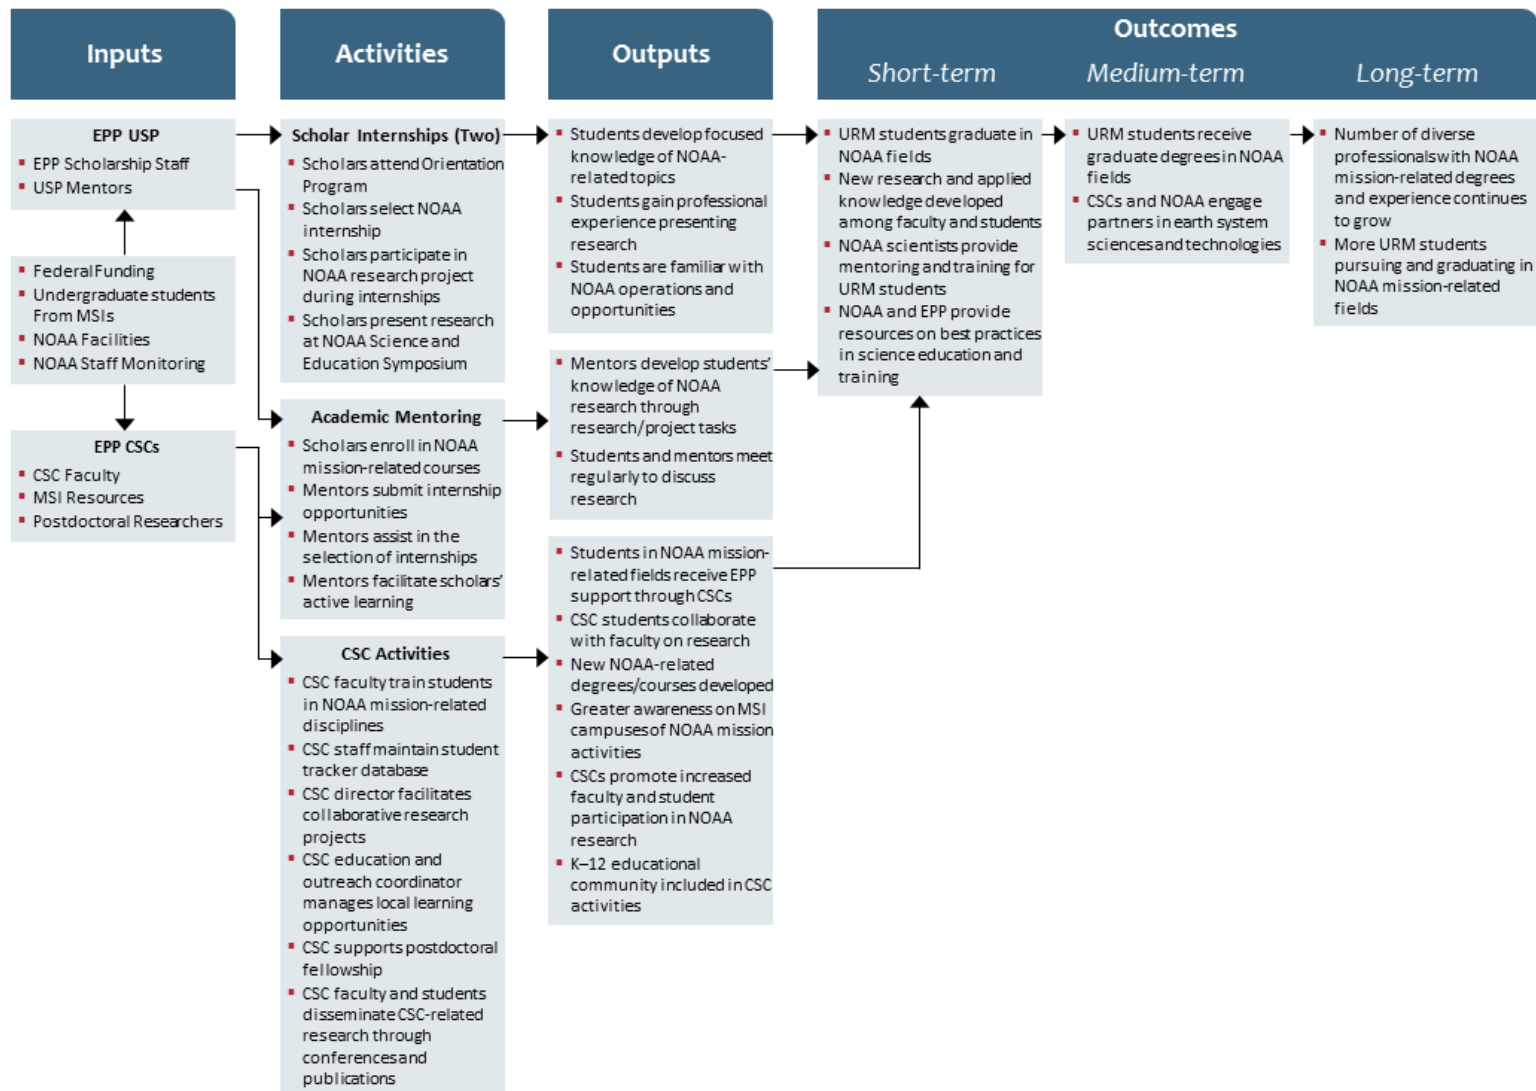 Inputs
Activities
Outputs
Outcomes
Short-term
Medium-term
Long-term
EPP USP
EPP Scholarship Staff
USP Mentors
Federal Funding
Undergraduate students
From MSIs
NOAA Facilities
NOAA Staff Monitoring
EPP CSCs
CSC Faculty
MSI Resources
Postdoctoral Researchers
Scholar Internships (Two)
Scholars attend Orientation
Program
Scholars select NOAA
internship
Scholars participate in
NOAA research project
during internships
Scholars present research
at NOAA Science and
Education Symposium
Academic Mentoring
Scholars enroll in NOAA
mission-related courses
Mentors submit internship
opportunities
Mentors assist in the
selection of internships
Mentors facilitate scholars'
active learning
CSC Activities
CSC faculty train students
in NOAA mission-related
disciplines
CSC staff maintain student
tracker database
CSC director facilitates
collaborative research
projects
CSC education and
outreach coordinator
manages local learning
opportunities
CSC supports postdoctoral
fellowship
CSC faculty and students
disseminate CSC-related
research through
conferences and
publications
Students develop focused
knowledge of NOAA-
related topics
Students gain professional
experience presenting
research
Students are familiar with
NOAA operations and
opportunities
Mentors develop students'
knowledge of NOAA
research through
research/project tasks
Students and mentors meet
regularly to discuss
research
Students in NOAA mission-
related fields receive EPP
support through CSCs
CSC students collaborate
with faculty on research
New NOAA-related
degrees/courses developed
Greater awareness on MSI
campuses of NOAA mission
activities
CSCs promote increased
faculty and student
participation in NOAA
research
K–12 educational
community included in CSC
activities
URM students graduate in
NOAA fields
New research and applied
knowledge developed
among faculty and students
NOAA scientists provide
mentoring and training for
URM students
NOAA and EPP provide
resources on best practices
in science education and
training
URM students receive
graduate degrees in NOAA
fields
CSCs and NOAA engage
partners in earth system
sciences and technologies
Number of diverse
professionals with NOAA
mission-related degrees
and experience continues
to grow
More URM students
pursuing and graduating in
NOAA mission-related
fields